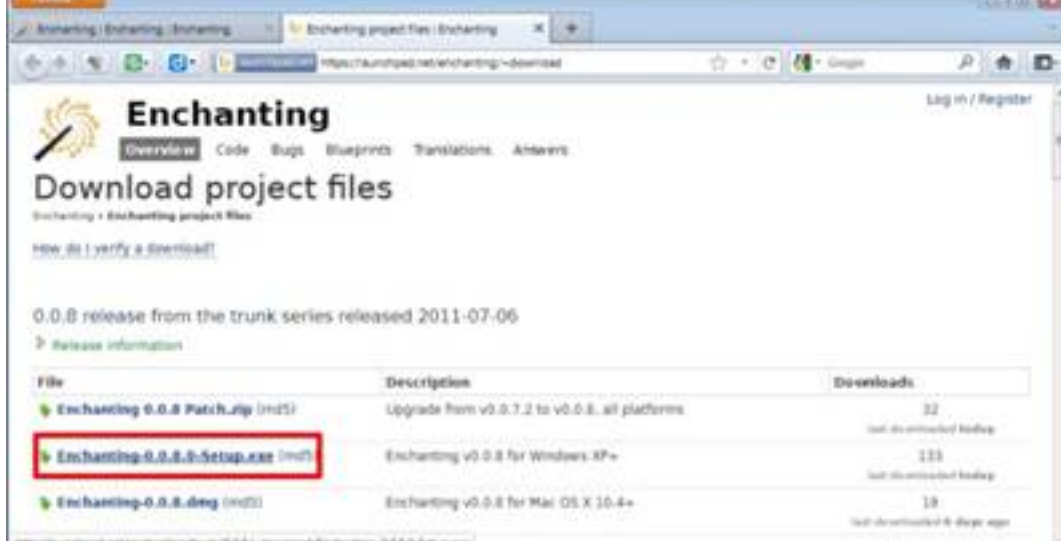 Enchanting | Enchanting | Enchanting
Enchanting project files : Enchanting
https://launchpad.net/enchanting/+download
Google
Log in / Register
Enchanting
Overview Code Bugs Blueprints Translations Answers
Download project files
Enchanting » Enchanting project files
How do I verify a download?
0.0.8 release from the trunk series released 2011-07-06
Release information
File Description Downloads
Enchanting 0.0.8 Patch.zip (md5) Upgrade from v0.0.7.2 to v0.0.8, all platforms 32
last downloaded today
Enchanting-0.0.8.0-Setup.exe (md5) Enchanting v0.0.8 for Windows XP+ 133
last downloaded today
Enchanting-0.0.8.dmg (md5) Enchanting v0.0.8 for Mac OS X 10.4+ 19
last downloaded 6 days ago